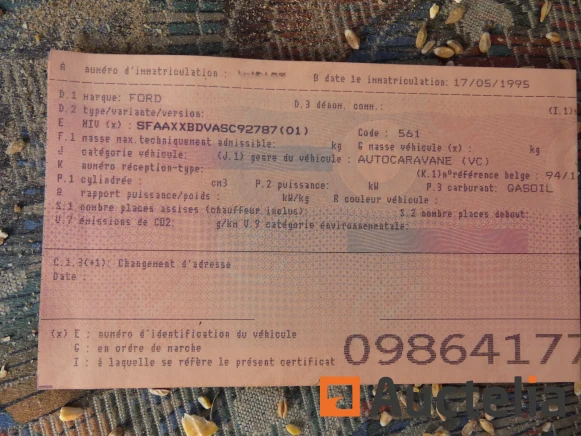 A numéro d'immatriculation :
B date 1e immatriculation: 17/05/1995
D.1 marque: FORD
D.3 dénom. comm.:
(I.1)
D.2 type/variante/version:
E NIV (x) : SFAAXXBDVASC92787(01)
Code : 561
F.1 masse max.techniquement admissible: kg
G masse véhicule (x) : kg
J catégorie véhicule: (J.1) genre du véhicule : AUTOCARAVANE (VC)
K numéro réception-type:
(K.1)n°référence belge : 94/1
P.1 cylindrée : cm3 P.2 puissance: kW P.3 carburant: GASOIL
Q rapport puissance/poids : kW/kg R couleur véhicule :
S.1 nombre places assises (chauffeur inclus)
S.2 nombre places debout:
V.7 émissions de CO2: g/km V.9 catégorie environnementale:
C.1.3(+1): Changement d'adresse
Date :
(x) E : numéro d'identification du véhicule
G : en ordre de marche
I : à laquelle se réfère le présent certificat
09864177
Auctelia